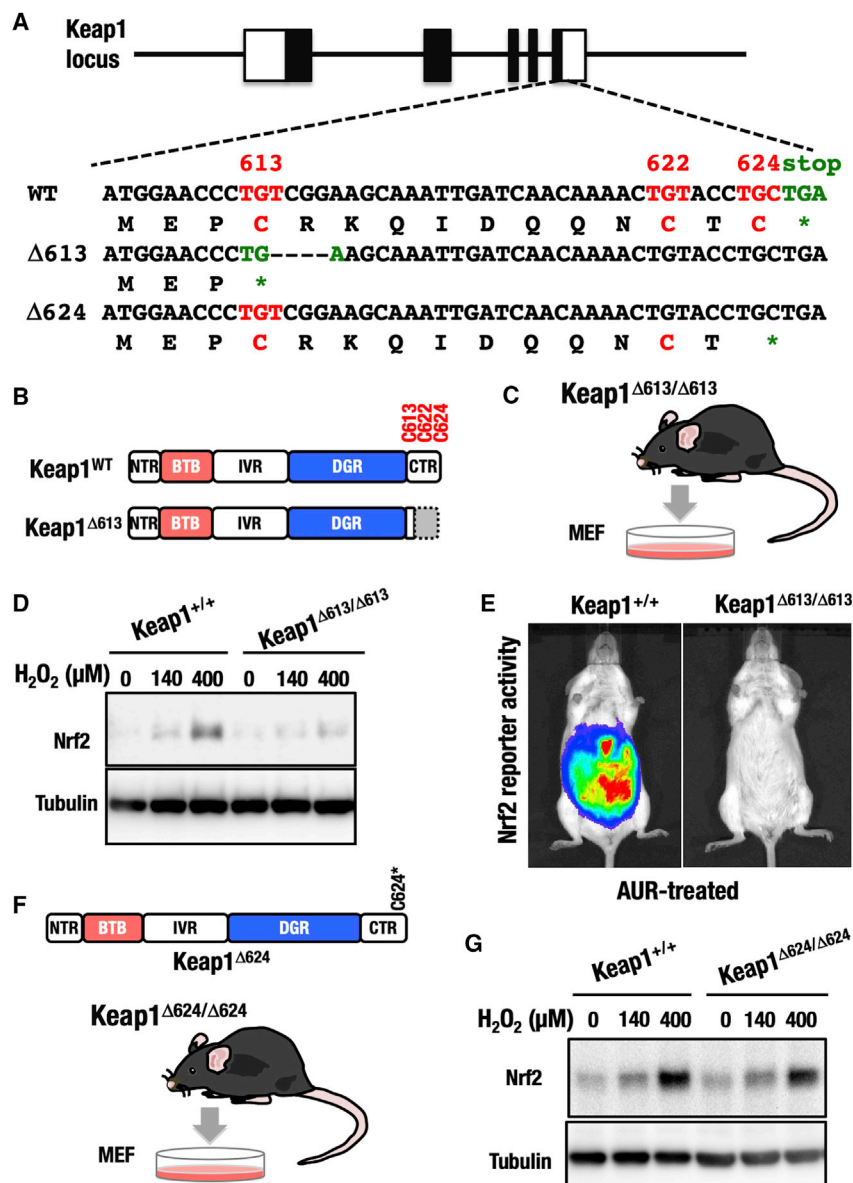 A
Keap1
locus
613 622 624stop
WT ATGGAACCCTGTCGGAAGCAAATTGATCAACAAAACTGTACCTGCTGA
M E P C R K Q I D Q Q N C T C *
Δ613 ATGGAACCCTG----AAGCAAATTGATCAACAAAACTGTACCTGCTGA
M E P *
Δ624 ATGGAACCCTGTCGGAAGCAAATTGATCAACAAAACTGTACCTGCTGA
M E P C R K Q I D Q Q N C T *
B
C613
C622
C624
Keap1WT NTR BTB IVR DGR CTR
Keap1Δ613 NTR BTB IVR DGR
C
Keap1Δ613/Δ613
MEF
D
Keap1+/+ Keap1Δ613/Δ613
H2O2 (μM) 0 140 400 0 140 400
Nrf2
Tubulin
E
Keap1+/+ Keap1Δ613/Δ613
Nrf2 reporter activity
AUR-treated
F
C624*
NTR BTB IVR DGR CTR
Keap1Δ624
Keap1Δ624/Δ624
MEF
G
Keap1+/+ Keap1Δ624/Δ624
H2O2 (μM) 0 140 400 0 140 400
Nrf2
Tubulin